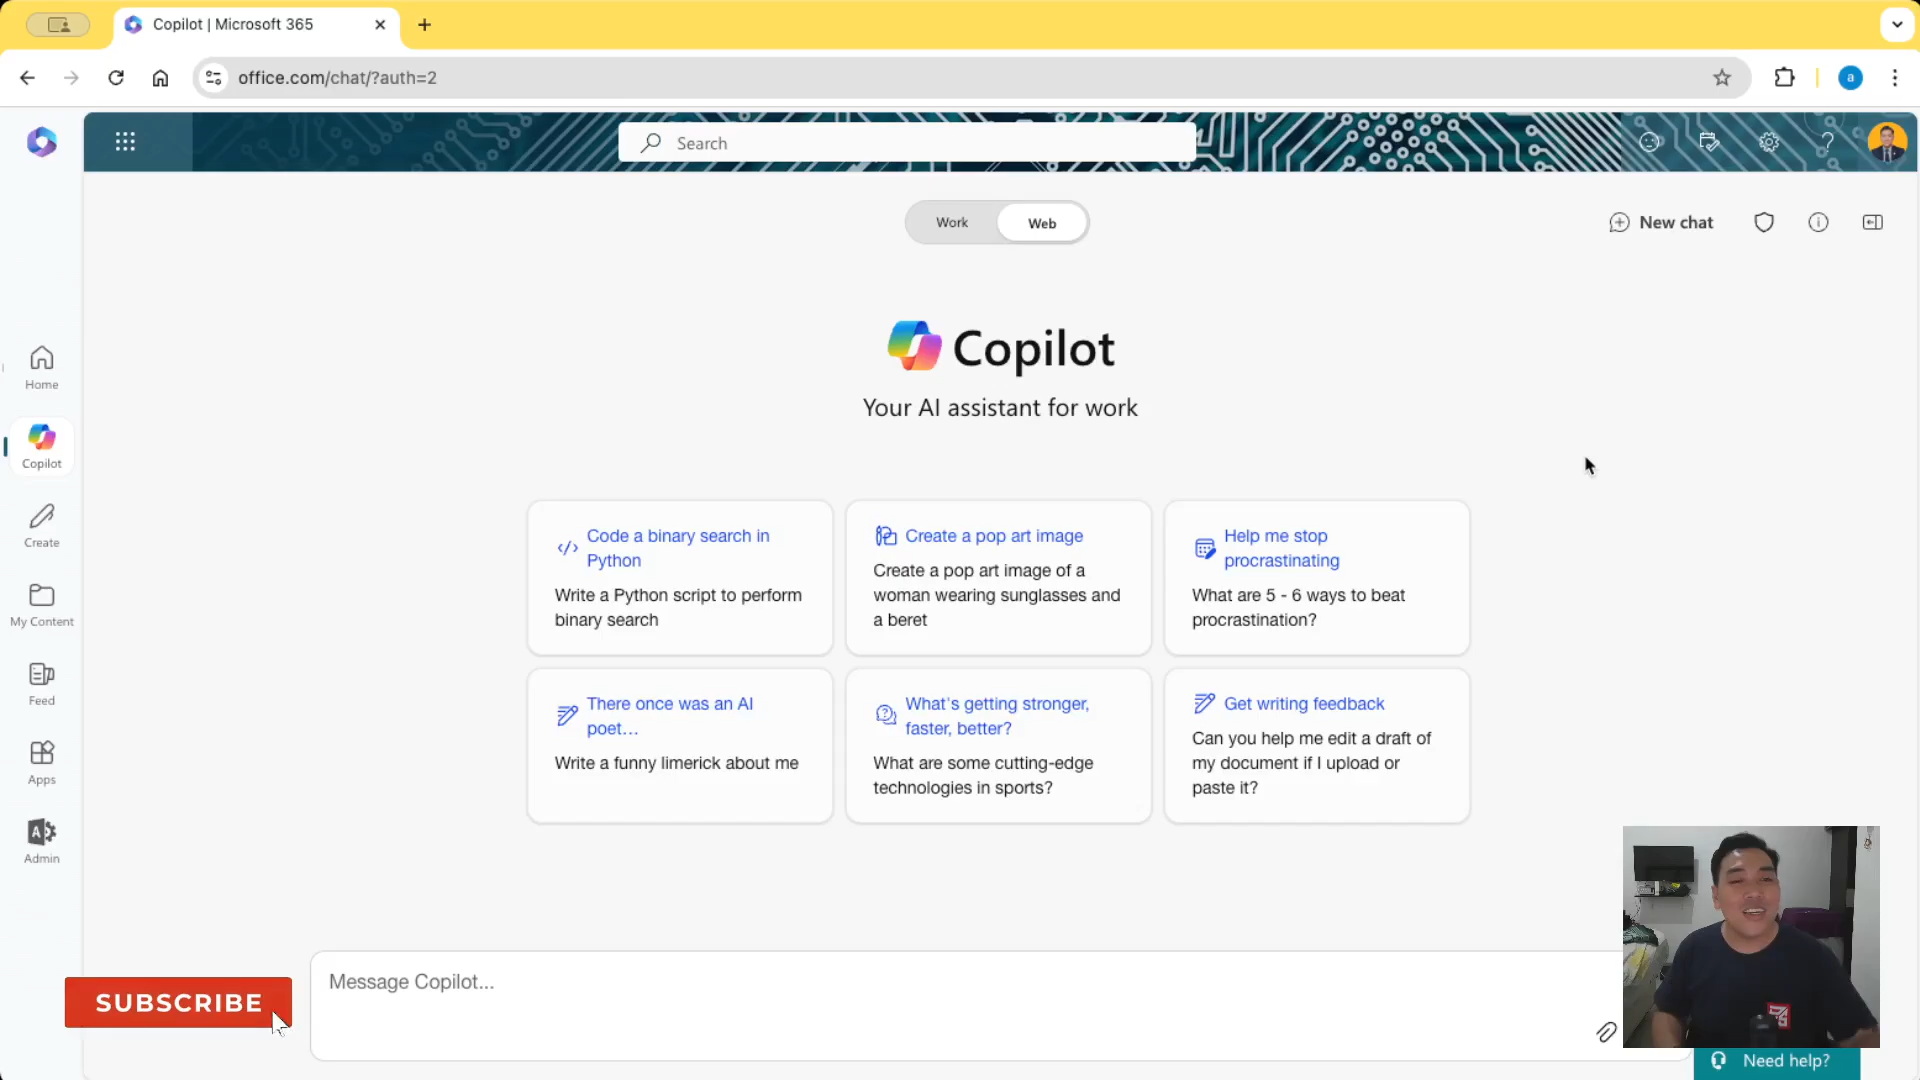 Copilot | Microsoft 365
office.com/chat/?auth=2
a
Search
?
Work
Web
New chat
Copilot
Your AI assistant for work
Home
Copilot
Create
My Content
Feed
Apps
Admin
Code a binary search in
Python
Write a Python script to perform
binary search
Create a pop art image
Create a pop art image of a
woman wearing sunglasses and
a beret
Help me stop
procrastinating
What are 5 - 6 ways to beat
procrastination?
There once was an AI
poet...
Write a funny limerick about me
What's getting stronger,
faster, better?
What are some cutting-edge
technologies in sports?
Get writing feedback
Can you help me edit a draft of
my document if I upload or
paste it?
Message Copilot...
SUBSCRIBE
Need help?